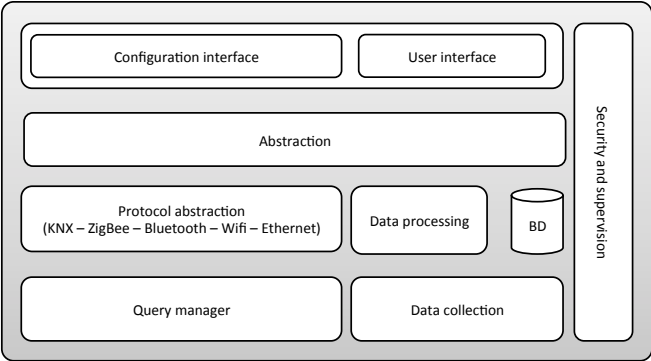 Configuration interface
User interface
Abstraction
Protocol abstraction
(KNX – ZigBee – Bluetooth – Wifi – Ethernet)
Data processing
BD
Query manager
Data collection
Security and supervision